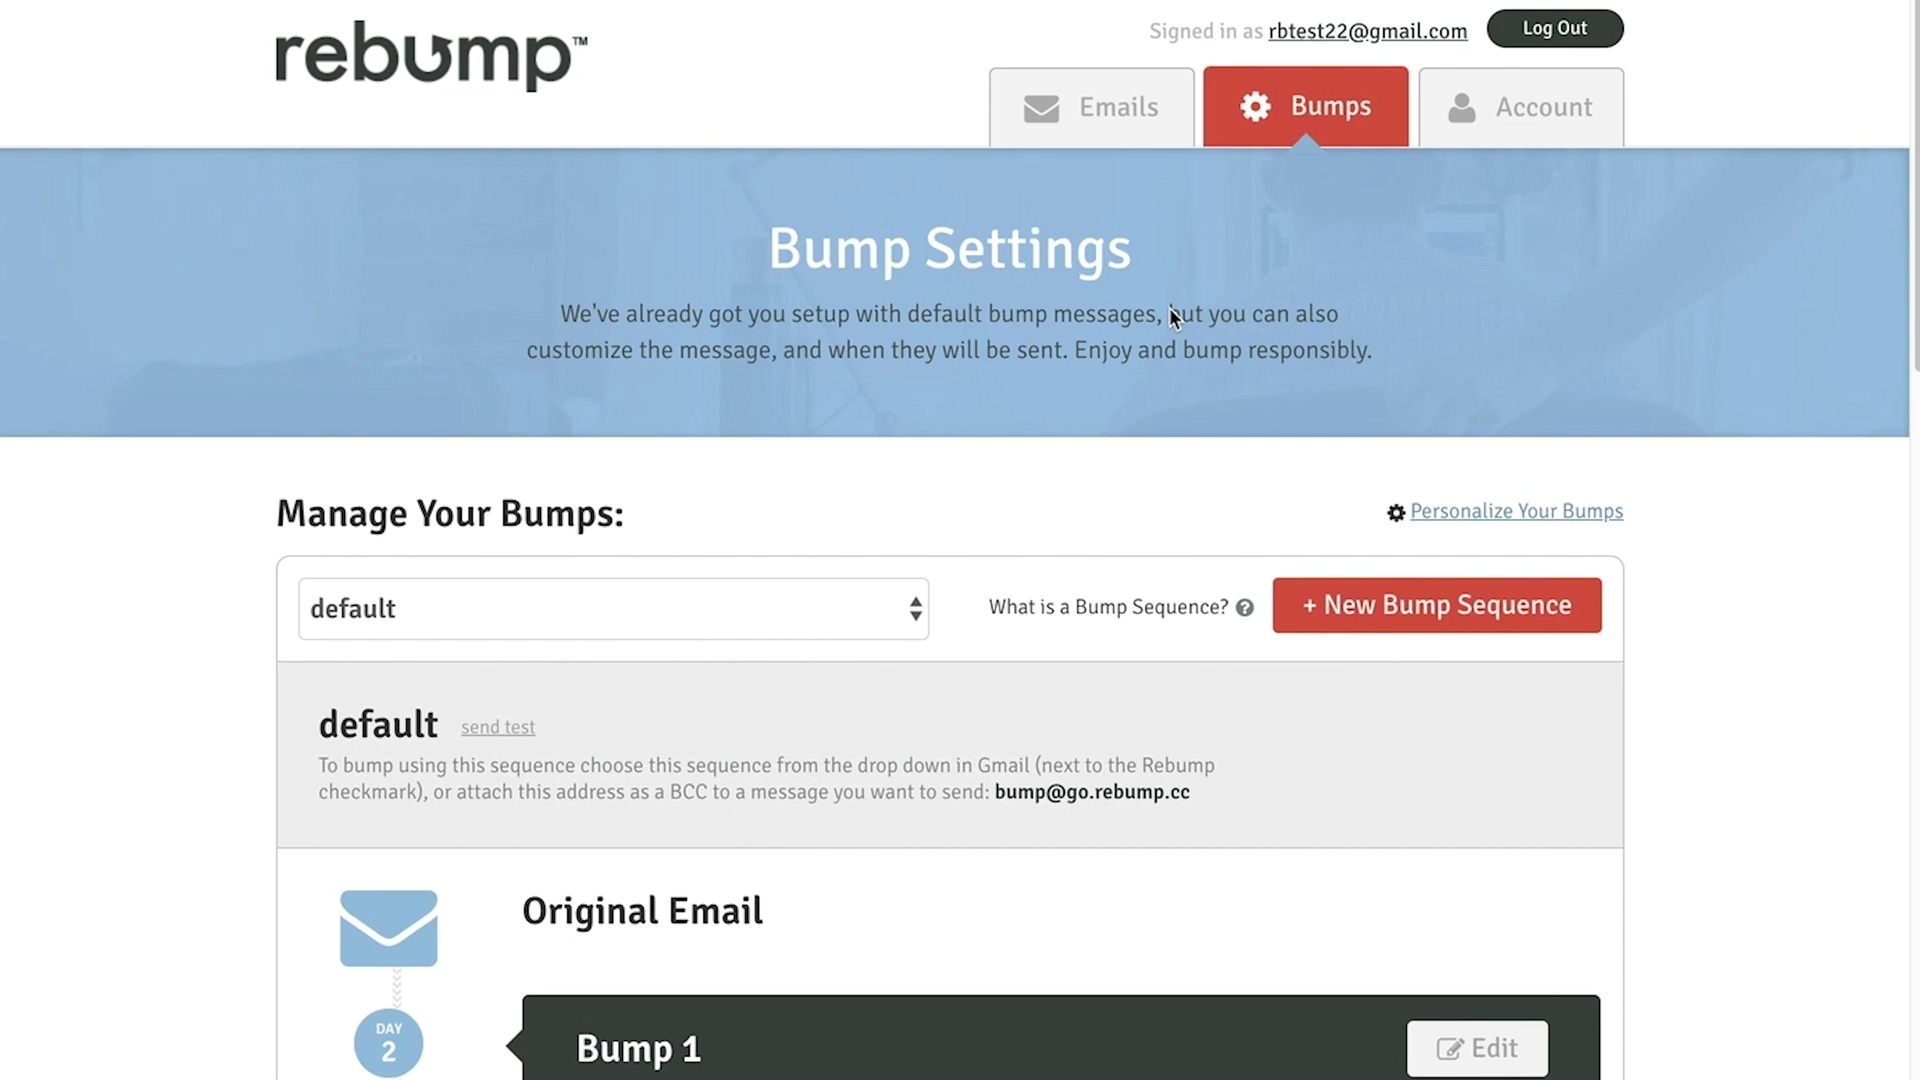 rebump™
Signed in as rbtest22@gmail.com
Log Out
Emails
Bumps
Account
Bump Settings
We've already got you setup with default bump messages, but you can also
customize the message, and when they will be sent. Enjoy and bump responsibly.
Manage Your Bumps:
Personalize Your Bumps
default
What is a Bump Sequence? ?
+ New Bump Sequence
default send test
To bump using this sequence choose this sequence from the drop down in Gmail (next to the Rebump
checkmark), or attach this address as a BCC to a message you want to send: bump@go.rebump.cc
Original Email
DAY
2
Bump 1
Edit